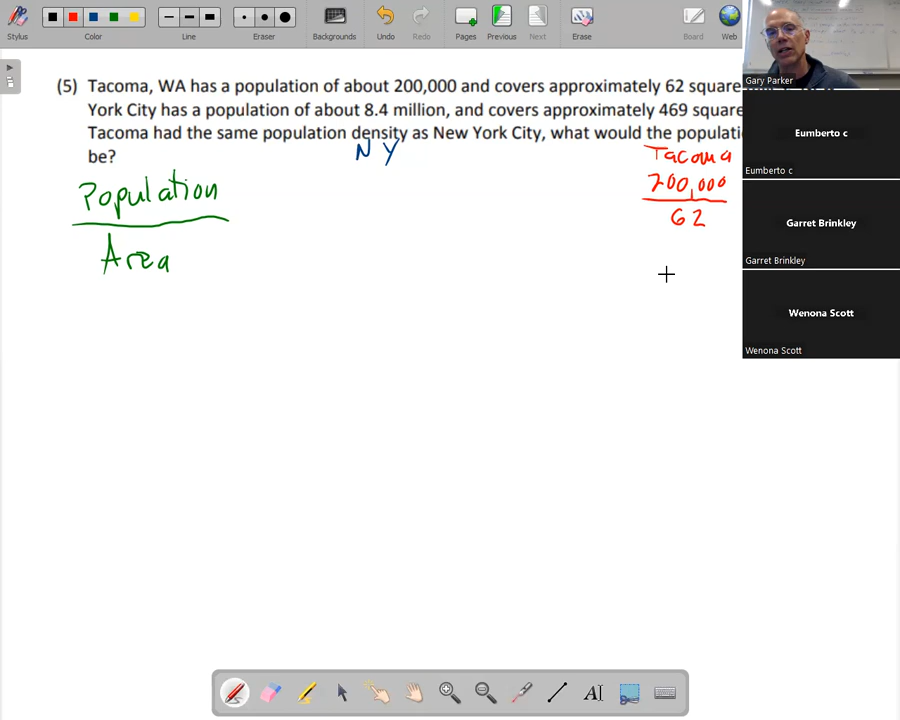 Stylus
Color
Line
Eraser
Backgrounds
Undo
Redo
Pages
Previous
Next
Erase
Board
Web
Gary Parker
(5) Tacoma, WA has a population of about 200,000 and covers approximately 62 square
York City has a population of about 8.4 million, and covers approximately 469 square
Tacoma had the same population density as New York City, what would the populati
be?
NY
Tacoma
200,000
62
Population
Area
Emberto c
Emberto c
Garret Brinkley
Garret Brinkley
Wenona Scott
Wenona Scott